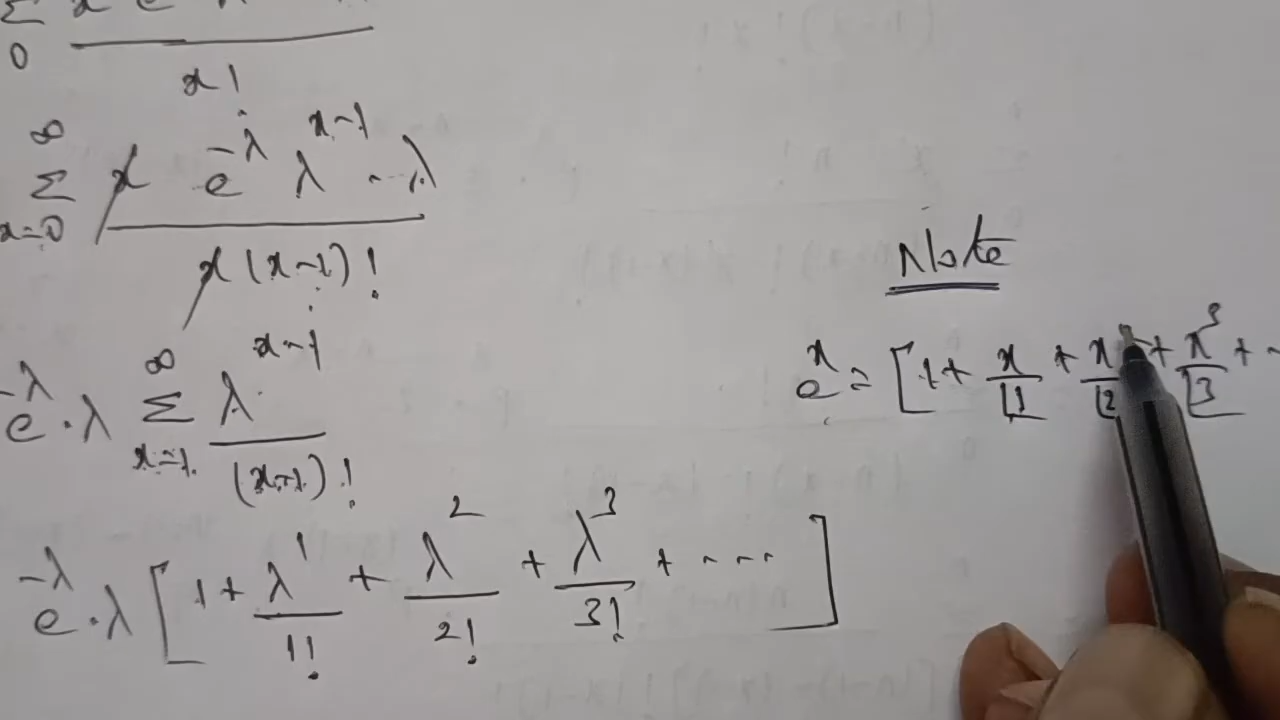 Σ x e
0 x!
∞
Σ x e^-λ λ^x-1 . λ
x=0 x(x-1)!
e^-λ . λ ∞ Σ x=1 λ^x-1
(x-1)!
e^-λ . λ [ 1 + λ^1/1! + λ^2/2! + λ^3/3! + .... ]
Note
e^x = [ 1 + x/⌊1 + x/⌊2 + x^3/⌊3 + -